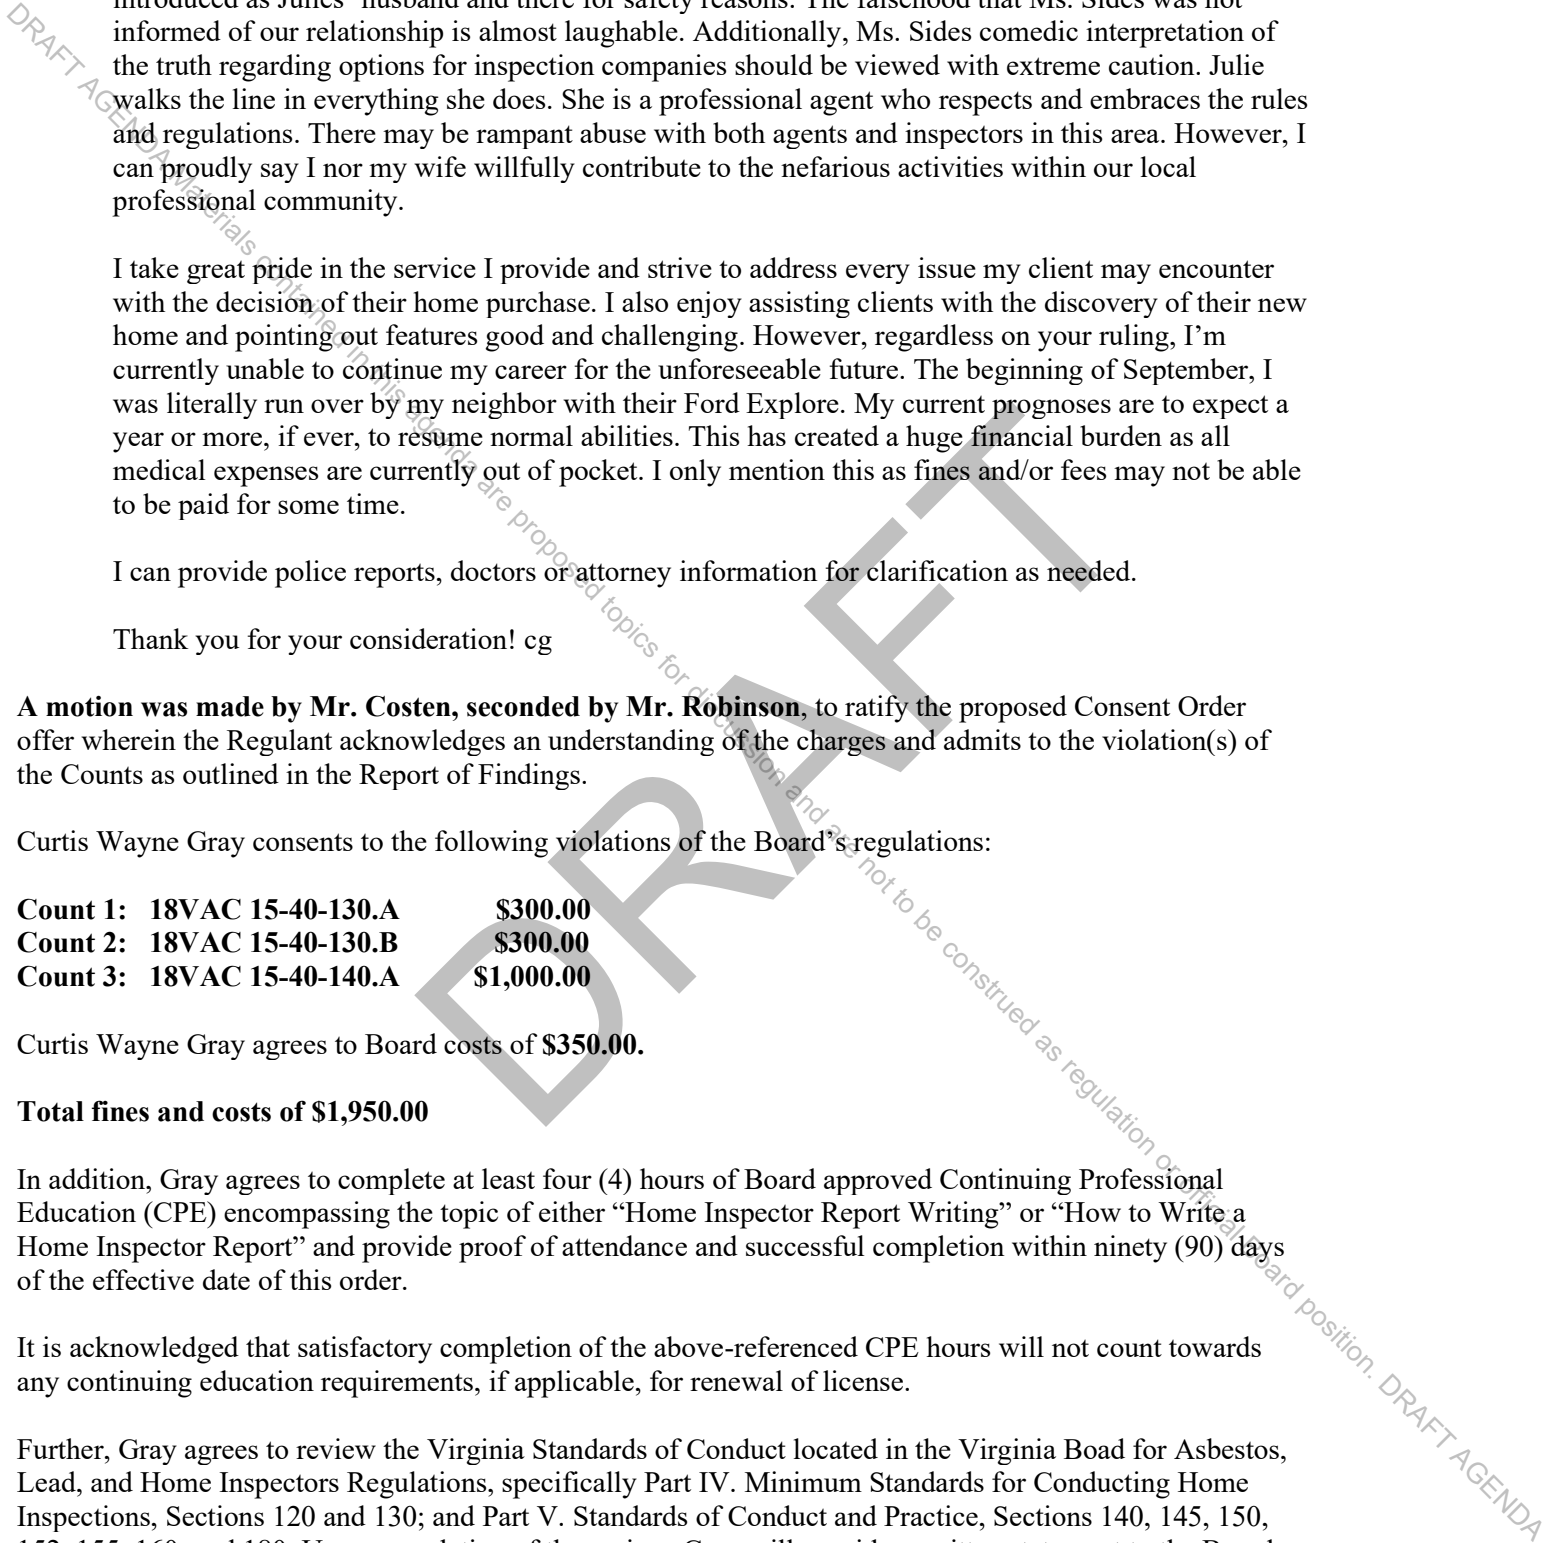 introduced as Julies' husband and there for safety reasons. The falsehood that Ms. Sides was not
informed of our relationship is almost laughable. Additionally, Ms. Sides comedic interpretation of
the truth regarding options for inspection companies should be viewed with extreme caution. Julie
walks the line in everything she does. She is a professional agent who respects and embraces the rules
and regulations. There may be rampant abuse with both agents and inspectors in this area. However, I
can proudly say I nor my wife willfully contribute to the nefarious activities within our local
professional community.
I take great pride in the service I provide and strive to address every issue my client may encounter
with the decision of their home purchase. I also enjoy assisting clients with the discovery of their new
home and pointing out features good and challenging. However, regardless on your ruling, I'm
currently unable to continue my career for the unforeseeable future. The beginning of September, I
was literally run over by my neighbor with their Ford Explore. My current prognoses are to expect a
year or more, if ever, to resume normal abilities. This has created a huge financial burden as all
medical expenses are currently out of pocket. I only mention this as fines and/or fees may not be able
to be paid for some time.
I can provide police reports, doctors or attorney information for clarification as needed.
Thank you for your consideration! cg
A motion was made by Mr. Costen, seconded by Mr. Robinson, to ratify the proposed Consent Order
offer wherein the Regulant acknowledges an understanding of the charges and admits to the violation(s) of
the Counts as outlined in the Report of Findings.
Curtis Wayne Gray consents to the following violations of the Board's regulations:
Count 1: 18VAC 15-40-130.A $300.00
Count 2: 18VAC 15-40-130.B $300.00
Count 3: 18VAC 15-40-140.A $1,000.00
Curtis Wayne Gray agrees to Board costs of $350.00.
Total fines and costs of $1,950.00
In addition, Gray agrees to complete at least four (4) hours of Board approved Continuing Professional
Education (CPE) encompassing the topic of either “Home Inspector Report Writing” or “How to Write a
Home Inspector Report” and provide proof of attendance and successful completion within ninety (90) days
of the effective date of this order.
It is acknowledged that satisfactory completion of the above-referenced CPE hours will not count towards
any continuing education requirements, if applicable, for renewal of license.
Further, Gray agrees to review the Virginia Standards of Conduct located in the Virginia Boad for Asbestos,
Lead, and Home Inspectors Regulations, specifically Part IV. Minimum Standards for Conducting Home
Inspections, Sections 120 and 130; and Part V. Standards of Conduct and Practice, Sections 140, 145, 150,
DRAFT AGENDA Materials contained in this agenda are proposed topics for discussion and are not to be construed as regulation or official Board position. DRAFT AGENDA
DRAFT